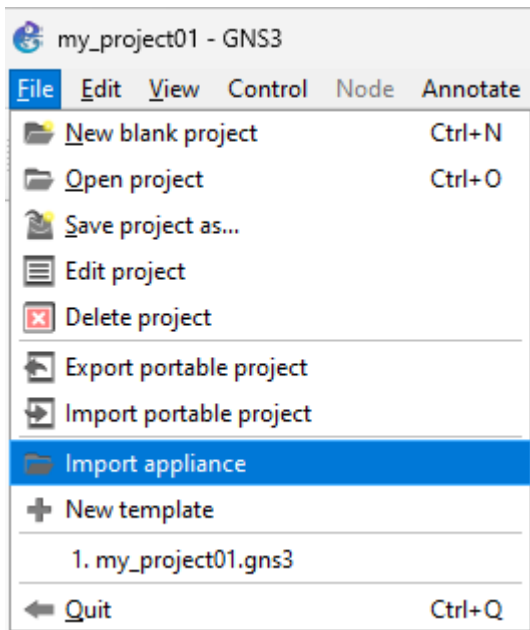 my_project01 - GNS3
File Edit View Control Node Annotate
New blank project Ctrl+N
Open project Ctrl+O
Save project as...
Edit project
Delete project
Export portable project
Import portable project
Import appliance
New template
1. my_project01.gns3
Quit Ctrl+Q